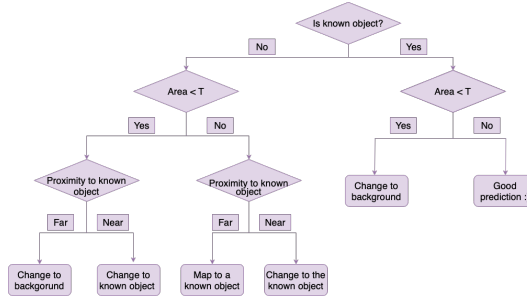 Is known object?
No
Yes
Area < T
Area < T
Yes
No
Yes
No
Proximity to known
object
Proximity to known
object
Change to
background
Good
prediction :
Far
Near
Far
Near
Change to
backgorund
Change to
known object
Map to a
known object
Change to the
known object